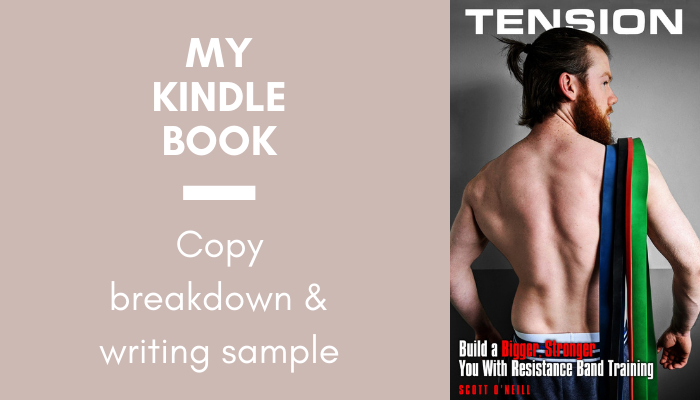 MY
KINDLE
BOOK
Copy
breakdown &
writing sample
TENSION
Build a Bigger Stronger
You With Resistance Band Training
SCOTT O'NEILL